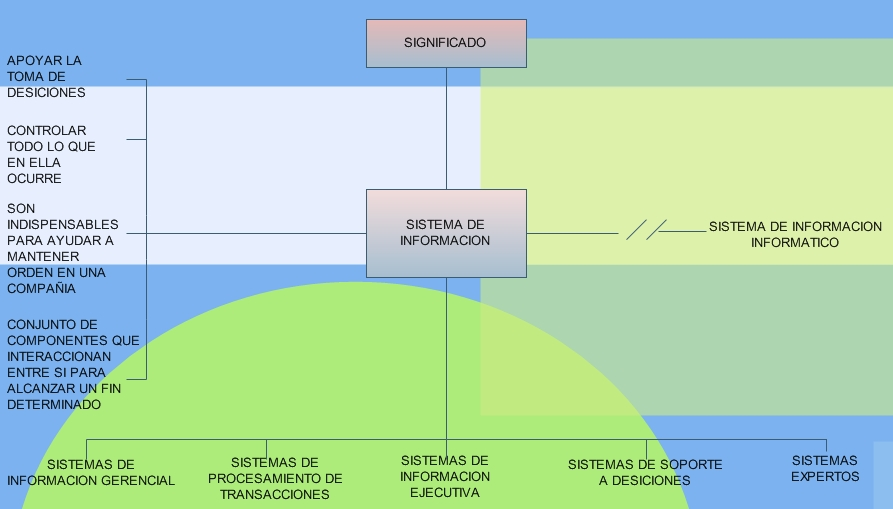 SIGNIFICADO
APOYAR LA
TOMA DE
DESICIONES
CONTROLAR
TODO LO QUE
EN ELLA
OCURRE
SON
INDISPENSABLES
PARA AYUDAR A
MANTENER
ORDEN EN UNA
COMPAÑIA
CONJUNTO DE
COMPONENTES QUE
INTERACCIONAN
ENTRE SI PARA
ALCANZAR UN FIN
DETERMINADO
SISTEMA DE
INFORMACION
SISTEMA DE INFORMACION
INFORMATICO
SISTEMAS DE
INFORMACION GERENCIAL
SISTEMAS DE
PROCESAMIENTO DE
TRANSACCIONES
SISTEMAS DE
INFORMACION
EJECUTIVA
SISTEMAS DE SOPORTE
A DESICIONES
SISTEMAS
EXPERTOS